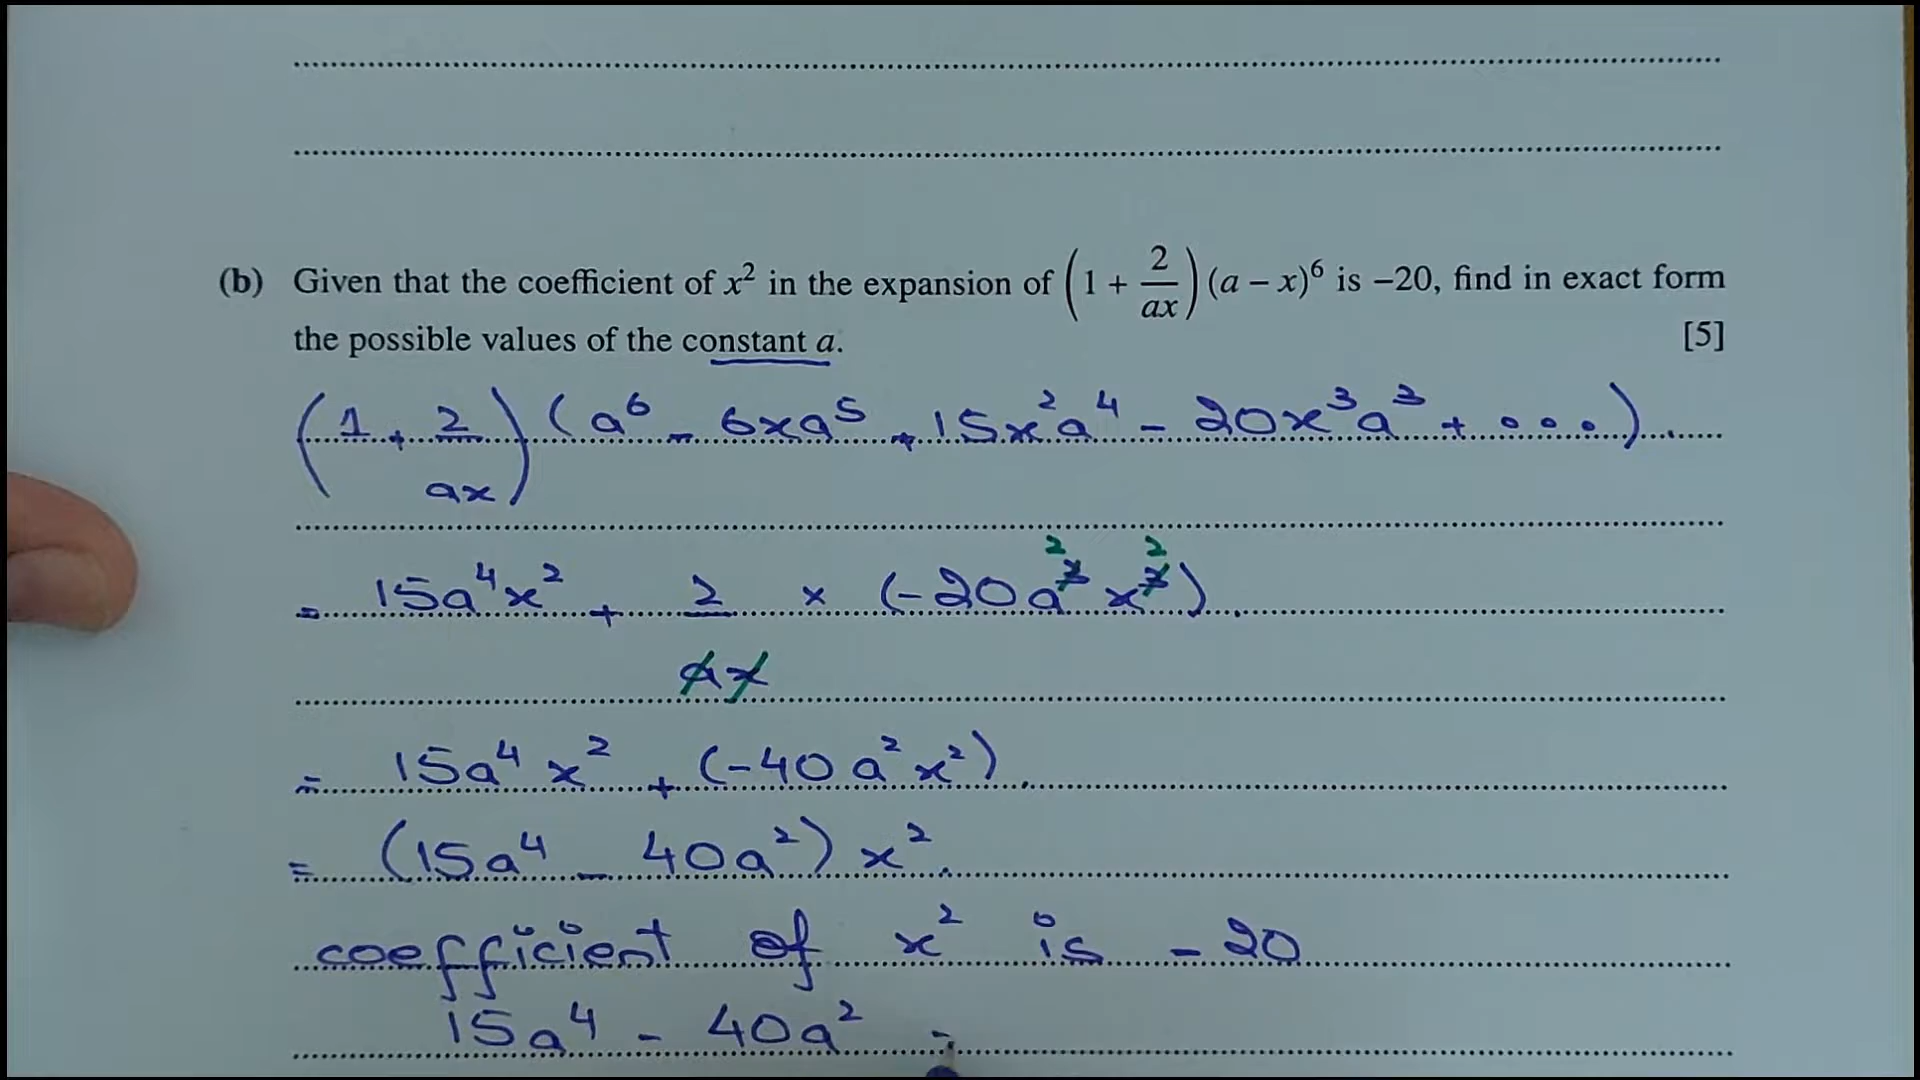 (b) Given that the coefficient of x² in the expansion of (1 + 2/ax)(a − x)⁶ is −20, find in exact form
the possible values of the constant a. [5]
(1 + 2/ax)(a⁶ - 6xa⁵ + 15x²a⁴ - 20x³a³ + ...)
= 15a⁴x² + 2/ax × (-20a³² x³²)
= 15a⁴x² + (-40a²x²)
= (15a⁴ - 40a²)x²
coefficient of x² is -20
15a⁴ - 40a²